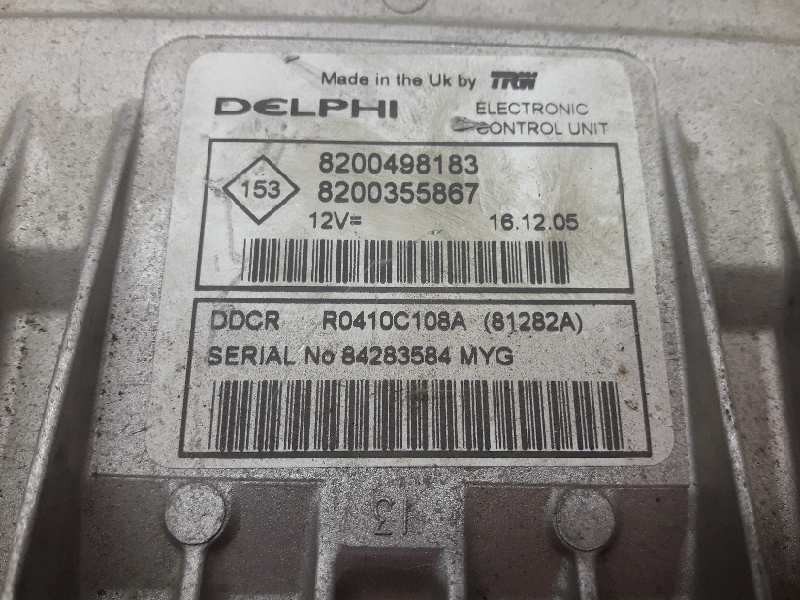 Made in the Uk by TRW
DELPHI
ELECTRONIC
CONTROL UNIT
153
8200498183
8200355867
12V=
16.12.05
DDCR R0410C108A (81282A)
SERIAL No 84283584 MYG